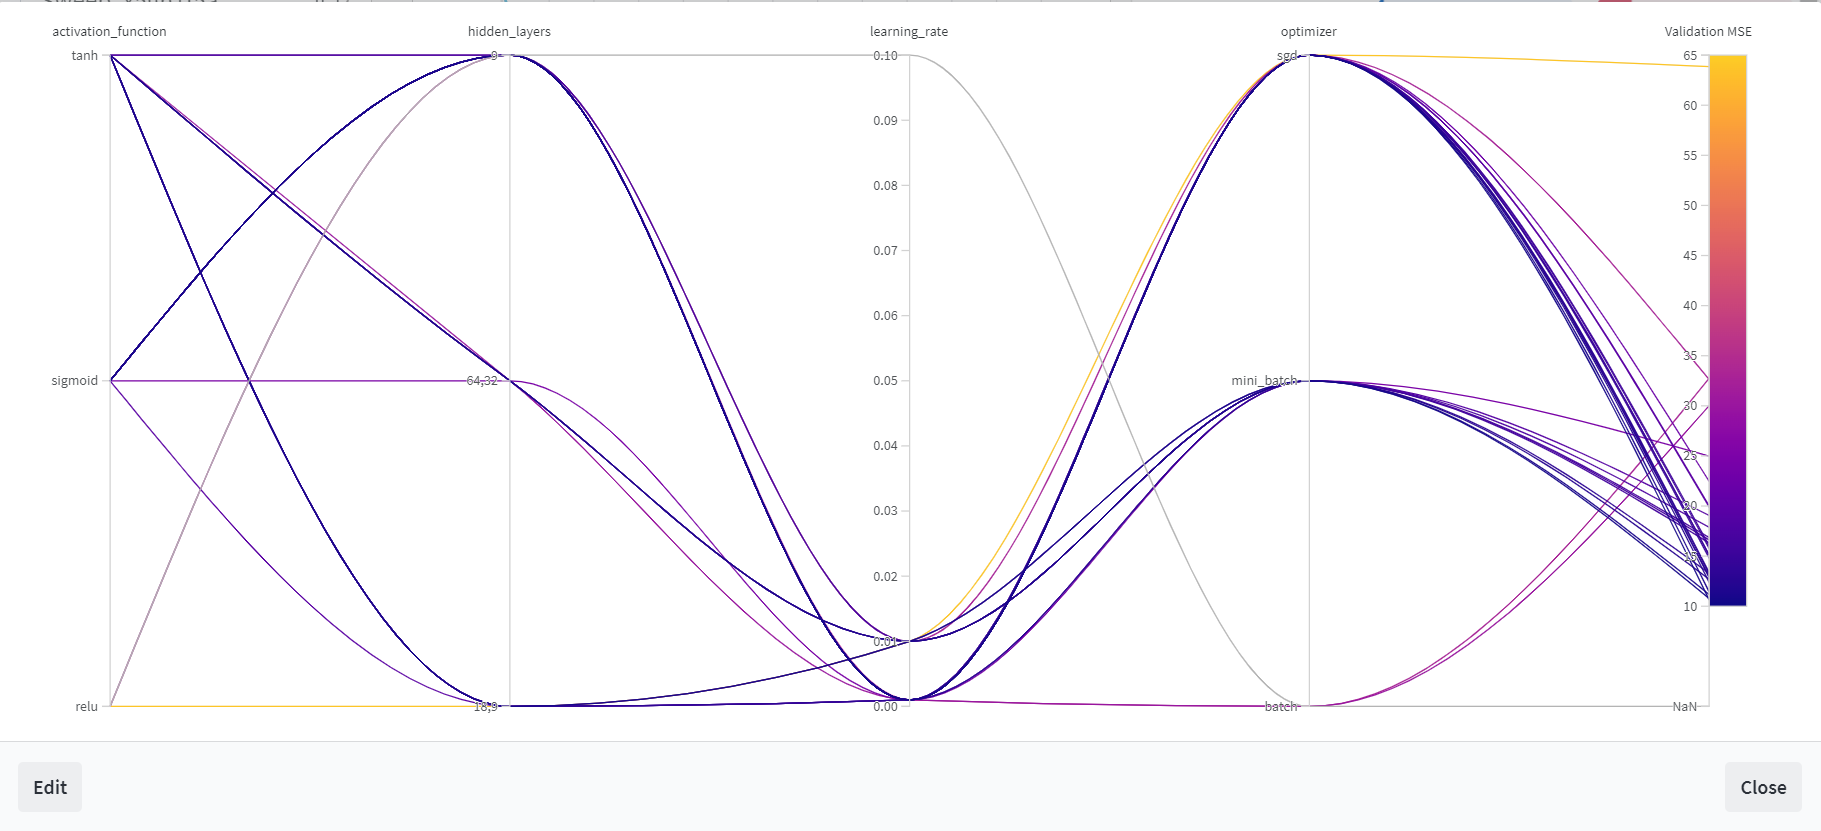 activation_function
hidden_layers
learning_rate
optimizer
Validation MSE
tanh
sigmoid
relu
9
64,32
18,9
0.10
0.09
0.08
0.07
0.06
0.05
0.04
0.03
0.02
0.01
0.00
sgd
mini_batch
batch
65
60
55
50
45
40
35
30
25
20
15
10
NaN
Edit
Close